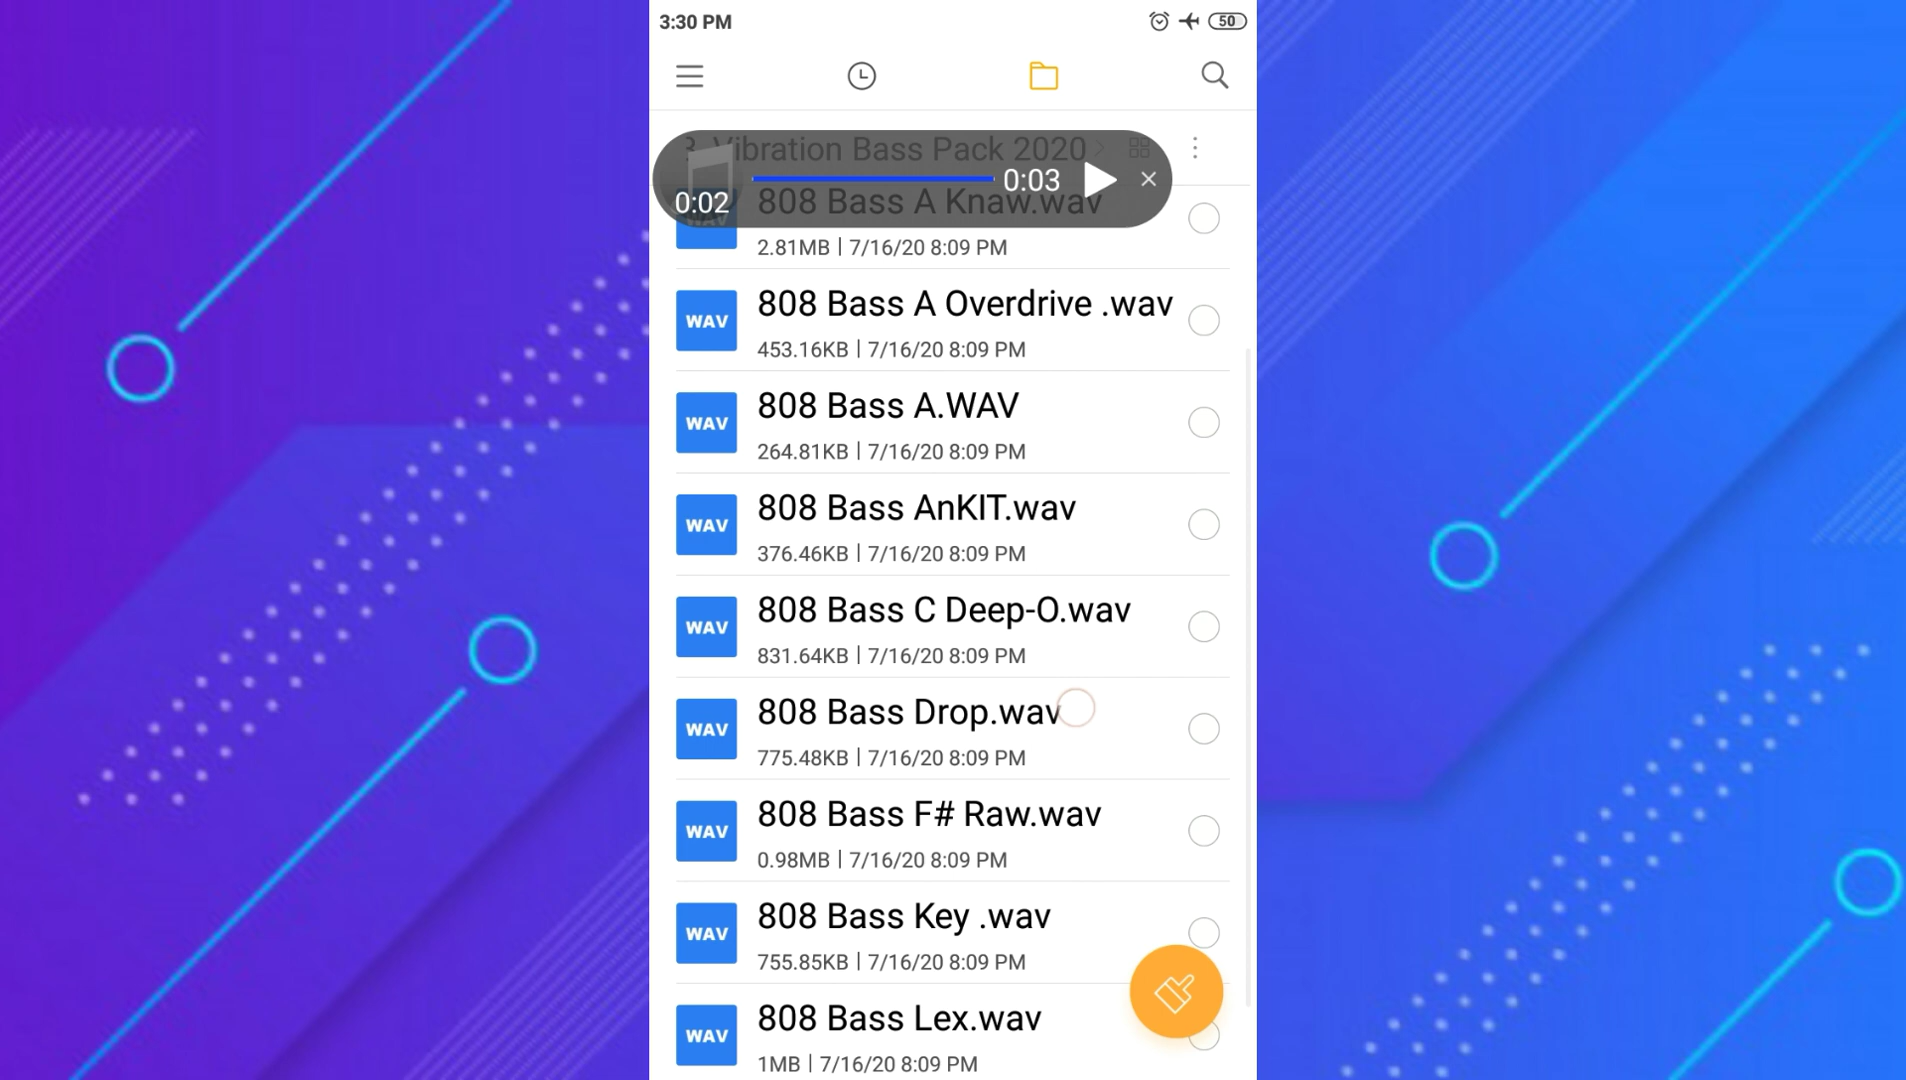 3:30 PM
50
3. Vibration Bass Pack 2020
0:03
0:02
808 Bass A Knaw.wav
2.81MB | 7/16/20 8:09 PM
WAV
808 Bass A Overdrive .wav
453.16KB | 7/16/20 8:09 PM
WAV
808 Bass A.WAV
264.81KB | 7/16/20 8:09 PM
WAV
808 Bass AnKIT.wav
376.46KB | 7/16/20 8:09 PM
WAV
808 Bass C Deep-O.wav
831.64KB | 7/16/20 8:09 PM
WAV
808 Bass Drop.wav
775.48KB | 7/16/20 8:09 PM
WAV
808 Bass F# Raw.wav
0.98MB | 7/16/20 8:09 PM
WAV
808 Bass Key .wav
755.85KB | 7/16/20 8:09 PM
WAV
808 Bass Lex.wav
1MB | 7/16/20 8:09 PM